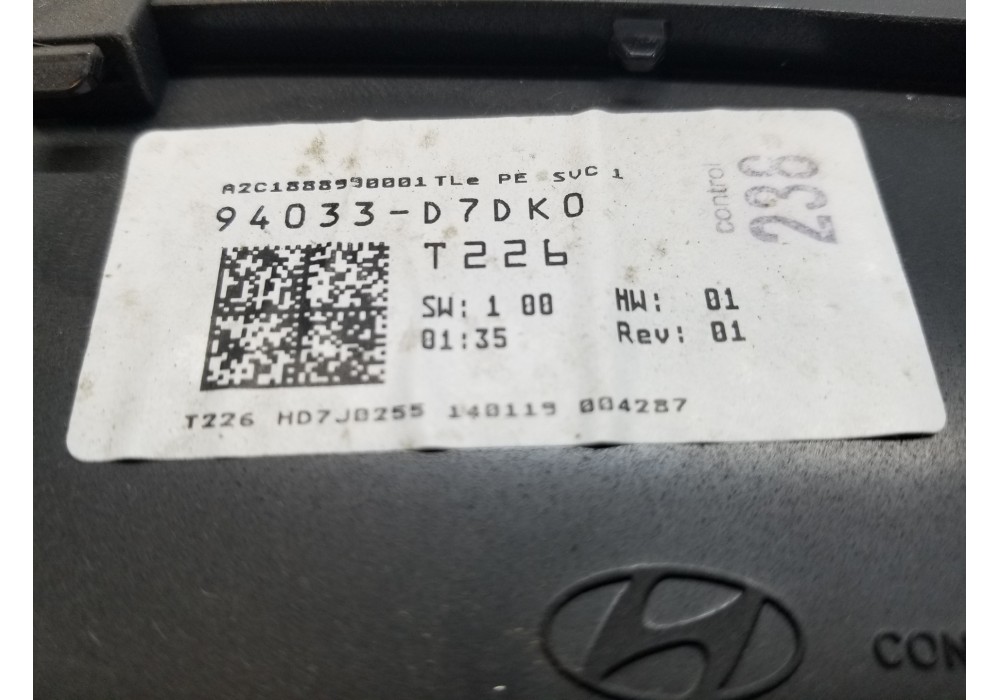 A2C1888990001TLe PE SVC 1
94033-D7DK0
T226
SW: 1 00 HW: 01
01:35 Rev: 01
T226 HD7J0255 140119 004287
control
236
CON